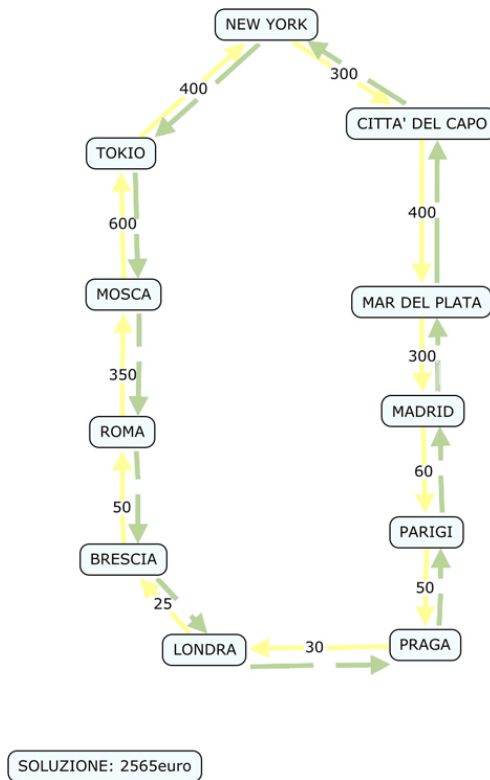 NEW YORK
300
400
CITTA' DEL CAPO
TOKIO
400
600
MOSCA
MAR DEL PLATA
300
350
MADRID
ROMA
60
50
PARIGI
BRESCIA
50
25
LONDRA
30
PRAGA
SOLUZIONE: 2565euro